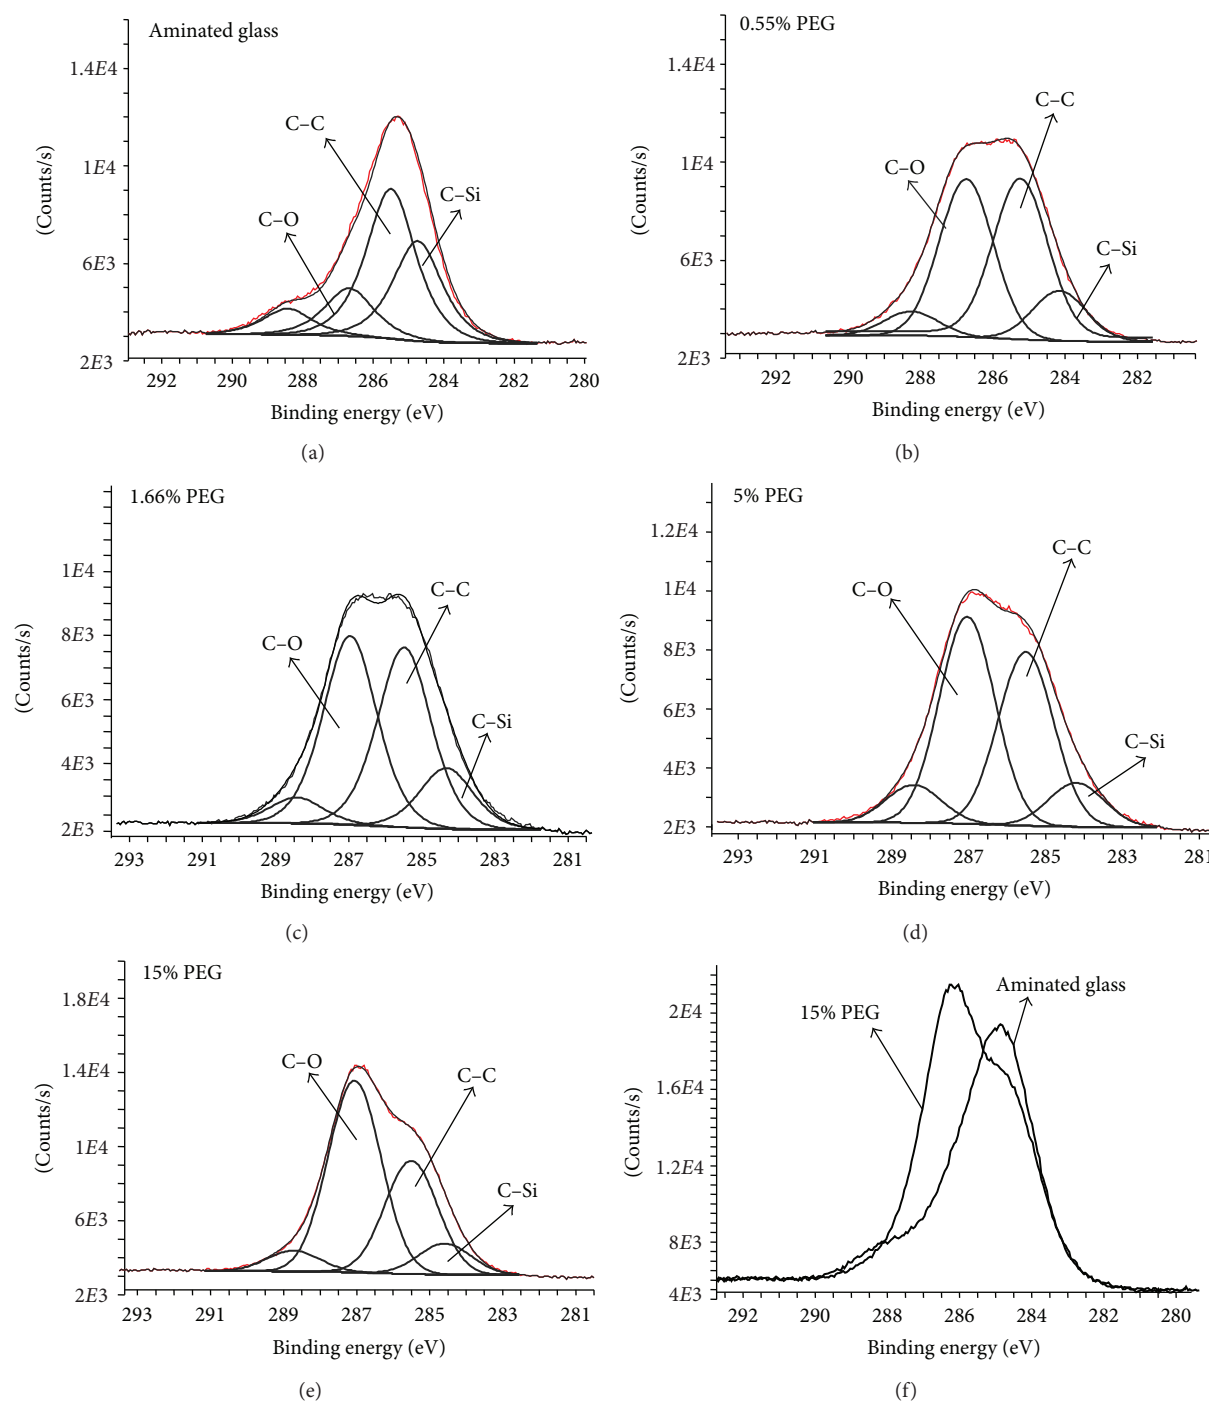 Aminated glass
1.4E4
1E4
6E3
2E3
(Counts/s)
C–C
C–Si
C–O
292 290 288 286 284 282 280
Binding energy (eV)
(a)
0.55% PEG
1.4E4
1E4
6E3
2E3
(Counts/s)
C–C
C–O
C–Si
292 290 288 286 284 282
Binding energy (eV)
(b)
1.66% PEG
1E4
8E3
6E3
4E3
2E3
(Counts/s)
C–C
C–O
C–Si
293 291 289 287 285 283 281
Binding energy (eV)
(c)
5% PEG
1.2E4
1E4
8E3
6E3
4E3
2E3
(Counts/s)
C–C
C–O
C–Si
293 291 289 287 285 283 281
Binding energy (eV)
(d)
15% PEG
1.8E4
1.4E4
1E4
6E3
2E3
(Counts/s)
C–O
C–C
C–Si
293 291 289 287 285 283 281
Binding energy (eV)
(e)
Aminated glass
15% PEG
2E4
1.6E4
1.2E4
8E3
4E3
(Counts/s)
292 290 288 286 284 282 280
Binding energy (eV)
(f)